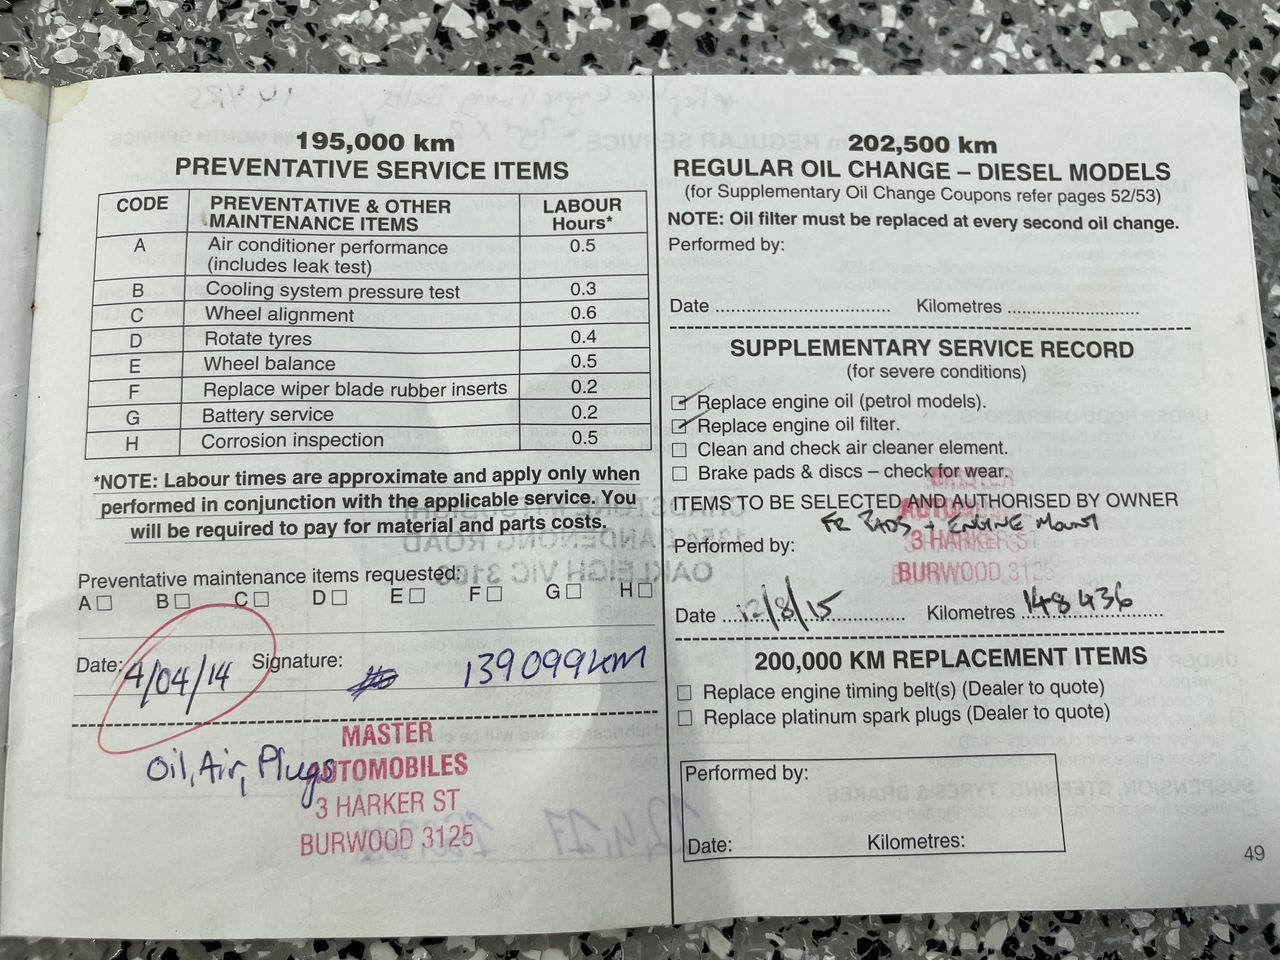 195,000 km
PREVENTATIVE SERVICE ITEMS
CODE PREVENTATIVE & OTHER MAINTENANCE ITEMS LABOUR Hours*
A Air conditioner performance (includes leak test) 0.5
B Cooling system pressure test 0.3
C Wheel alignment 0.6
D Rotate tyres 0.4
E Wheel balance 0.5
F Replace wiper blade rubber inserts 0.2
G Battery service 0.2
H Corrosion inspection 0.5
*NOTE: Labour times are approximate and apply only when
performed in conjunction with the applicable service. You
will be required to pay for material and parts costs.
Preventative maintenance items requested:
A☐ B☐ C☐ D☐ E☐ F☐ G☐ H☐
Date: 4/04/14 Signature: 139099km
Oil, Air, Plugs
MASTER
AUTOMOBILES
3 HARKER ST
BURWOOD 3125
202,500 km
REGULAR OIL CHANGE – DIESEL MODELS
(for Supplementary Oil Change Coupons refer pages 52/53)
NOTE: Oil filter must be replaced at every second oil change.
Performed by:
Date .......... Kilometres ..........
SUPPLEMENTARY SERVICE RECORD
(for severe conditions)
☑ Replace engine oil (petrol models).
☑ Replace engine oil filter.
☐ Clean and check air cleaner element.
☐ Brake pads & discs – check for wear.
ITEMS TO BE SELECTED AND AUTHORISED BY OWNER
FR PADS + ENGINE MOUNT
Performed by:
3 HARKER ST
BURWOOD 3125
Date 12/8/15 Kilometres 148436
200,000 KM REPLACEMENT ITEMS
☐ Replace engine timing belt(s) (Dealer to quote)
☐ Replace platinum spark plugs (Dealer to quote)
Performed by:
Date: Kilometres:
49